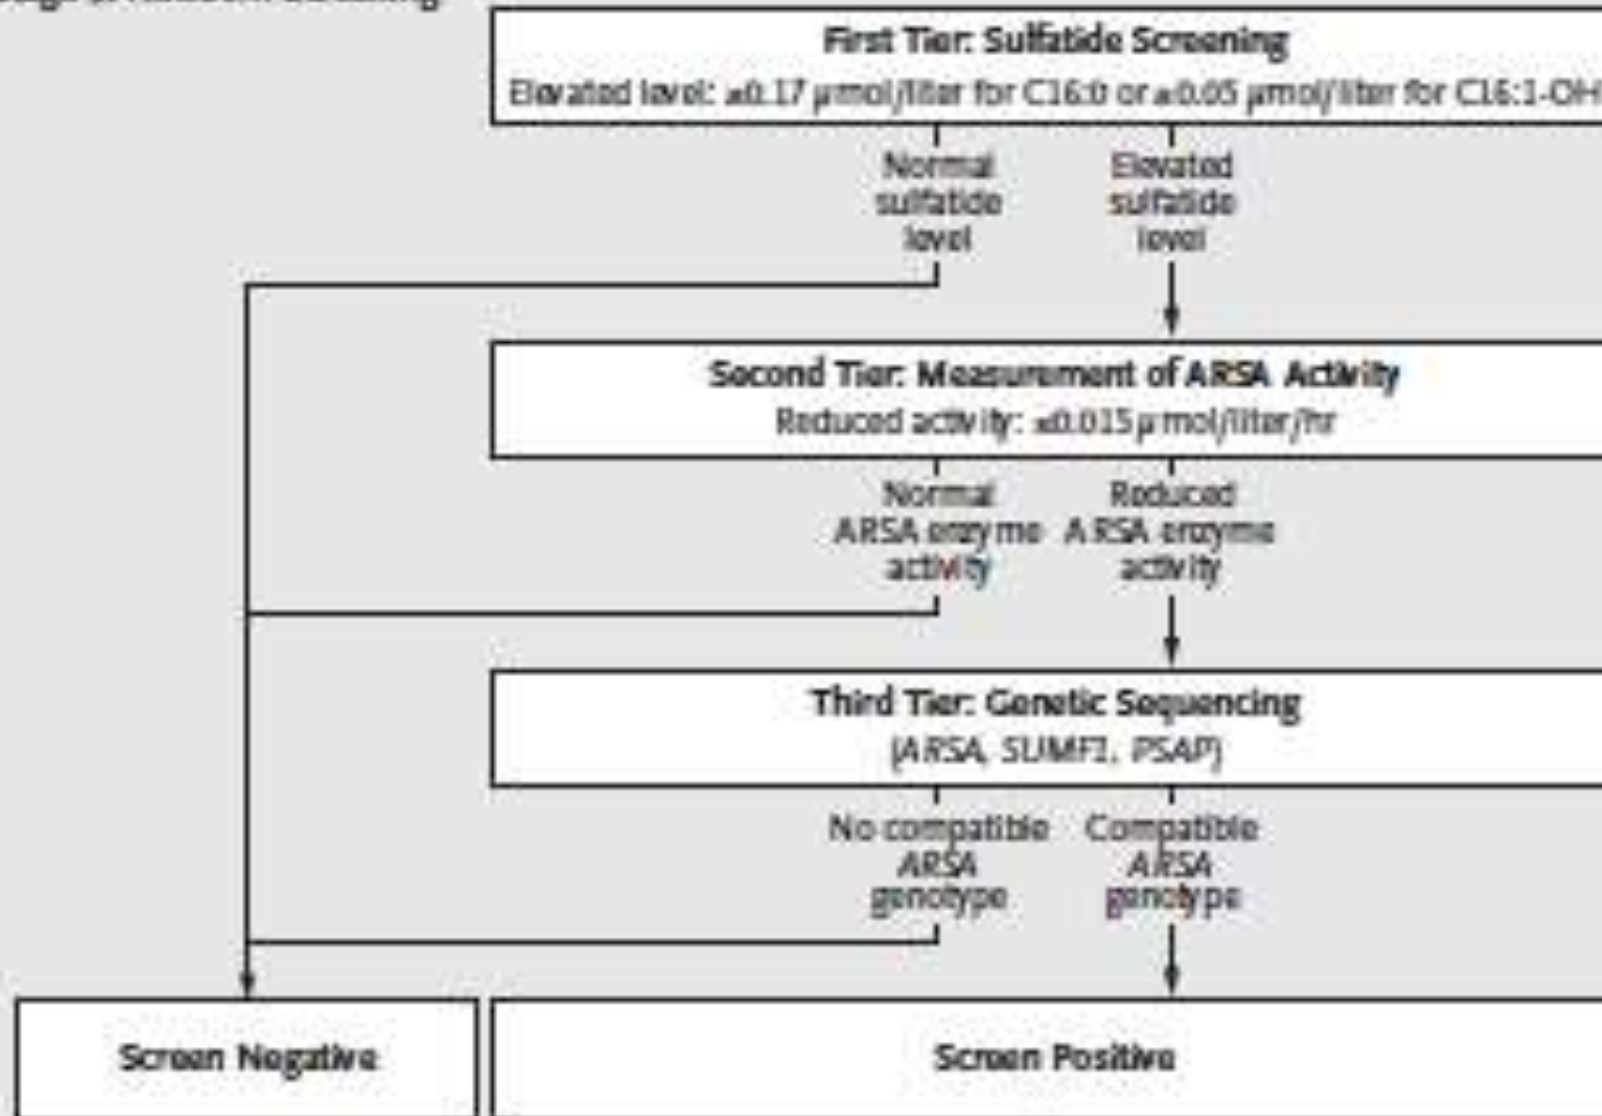 First Tier: Sulfatide Screening
Elevated level: ≥0.17 μmol/liter for C16:0 or ≥0.05 μmol/liter for C16:1-OH
Normal sulfatide level
Elevated sulfatide level
Second Tier: Measurement of ARSA Activity
Reduced activity: ≤0.015 μmol/liter/hr
Normal ARSA enzyme activity
Reduced ARSA enzyme activity
Third Tier: Genetic Sequencing
(ARSA, SUMF1, PSAP)
No compatible ARSA genotype
Compatible ARSA genotype
Screen Negative
Screen Positive